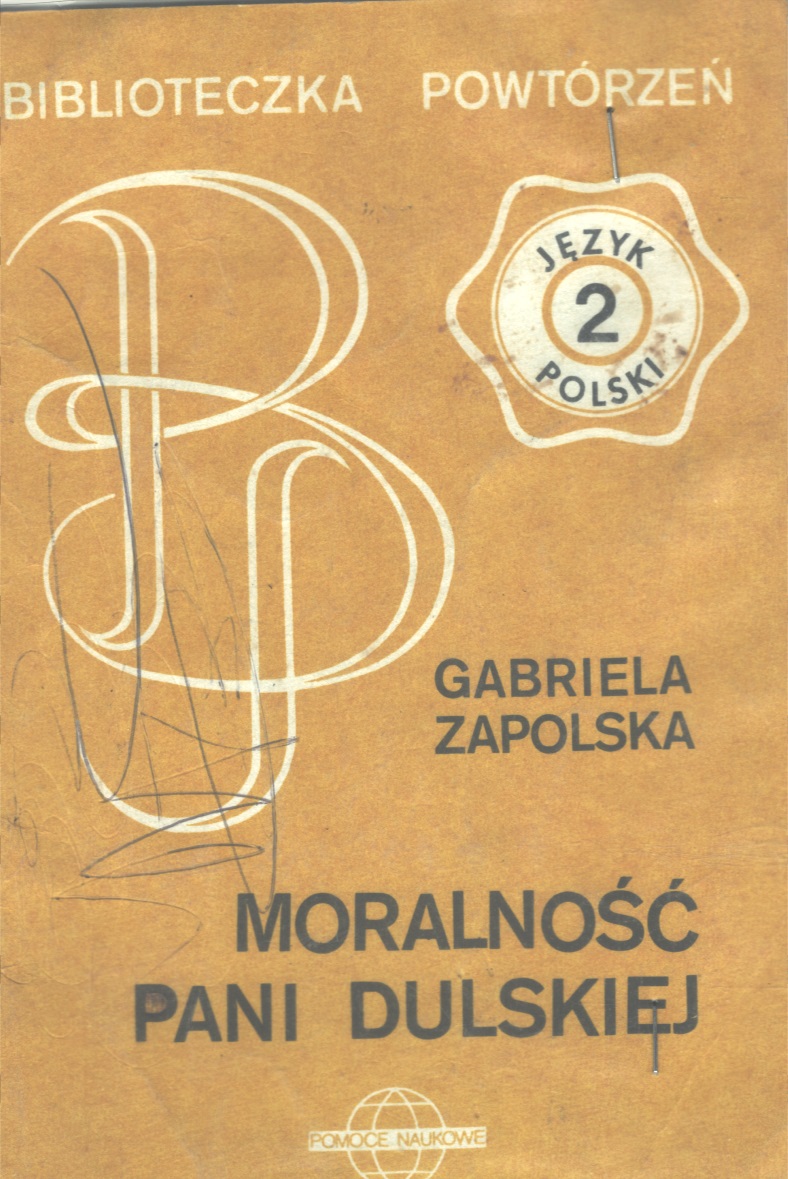 BIBLIOTECZKA POWTÓRZEŃ
JĘZYK
2
POLSKI
GABRIELA
ZAPOLSKA
MORALNOŚĆ
PANI DULSKIEJ
POMOCE NAUKOWE